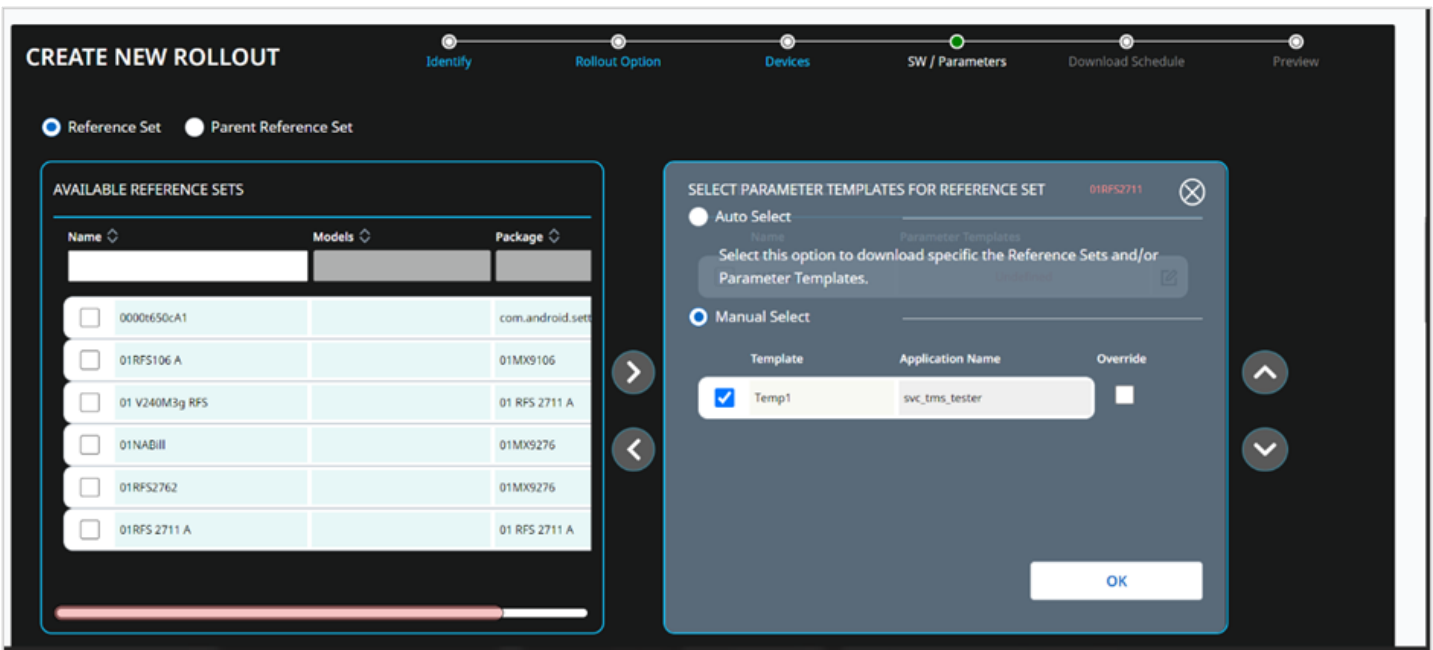 CREATE NEW ROLLOUT
Identify
Rollout Option
Devices
SW / Parameters
Download Schedule
Preview
Reference Set
Parent Reference Set
AVAILABLE REFERENCE SETS
Name
Models
Package
0000t650cA1
com.android.sett
01RFS106 A
01MX9106
01 V240M3g RFS
01 RFS 2711 A
01NABill
01MX9276
01RFS2762
01MX9276
01RFS 2711 A
01 RFS 2711 A
SELECT PARAMETER TEMPLATES FOR REFERENCE SET
01RFS2711
Auto Select
Name
Parameter Templates
Select this option to download specific the Reference Sets and/or
Parameter Templates.
Manual Select
Template
Application Name
Override
Temp1
svc_tms_tester
OK